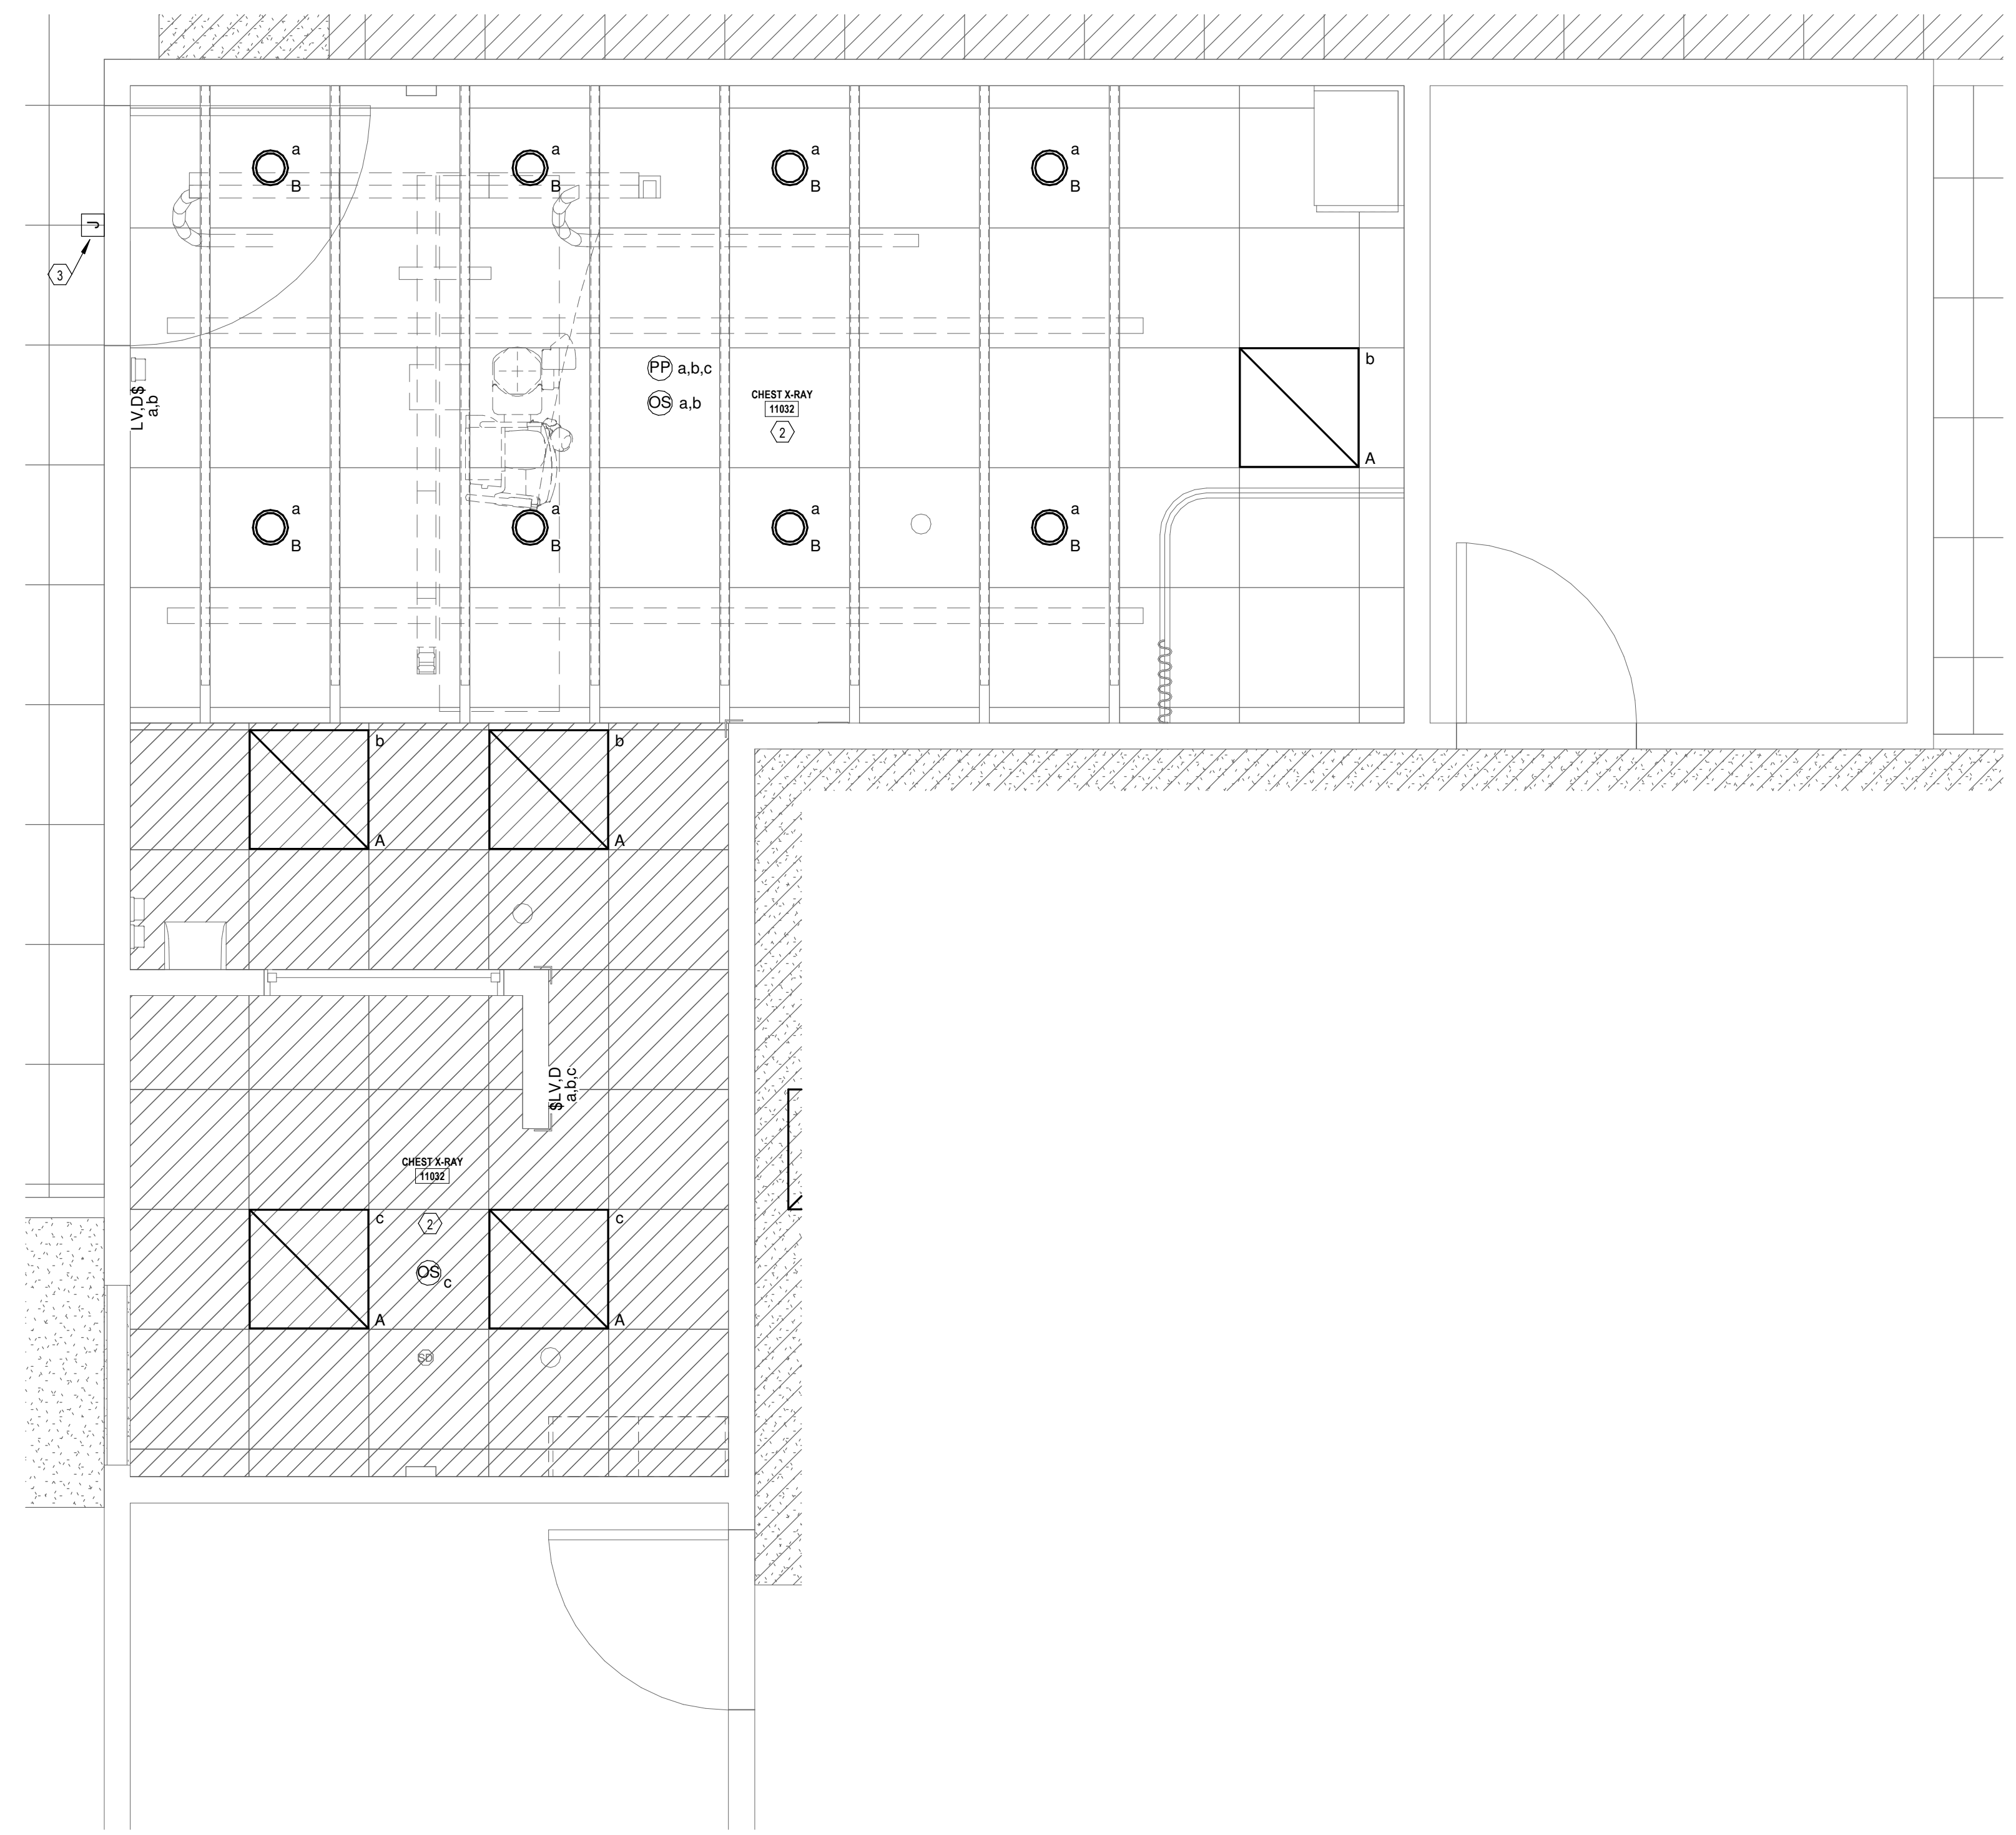 a
a
a
a
B
B
B
B
J
3
LV,D$
a,b
PP a,b,c
OS a,b
CHEST X-RAY
11032
2
b
A
a
a
a
a
B
B
B
B
b
b
A
A
$LV,D
a,b,c
CHEST X-RAY
11032
2
c
c
OS c
A
A
SD